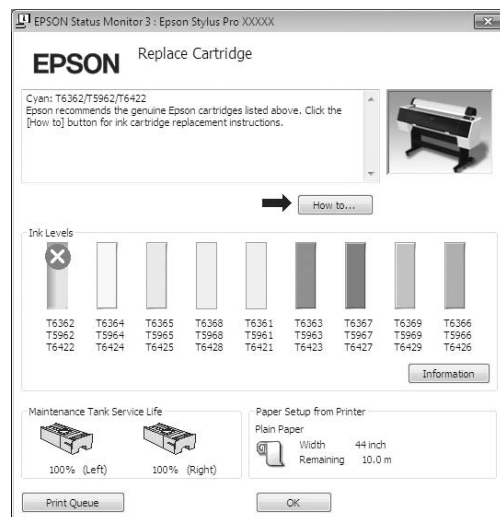 EPSON Status Monitor 3 : Epson Stylus Pro XXXXX
EPSON
Replace Cartridge
Cyan: T6362/T5962/T6422
Epson recommends the genuine Epson cartridges listed above. Click the
[How to] button for ink cartridge replacement instructions.
How to...
Ink Levels
T6362 T6364 T6365 T6368 T6361 T6363 T6367 T6369 T6366
T5962 T5964 T5965 T5968 T5961 T5963 T5967 T5969 T5966
T6422 T6424 T6425 T6428 T6421 T6423 T6427 T6429 T6426
Information
Maintenance Tank Service Life
100% (Left) 100% (Right)
Paper Setup from Printer
Plain Paper
Width 44 inch
Remaining 10.0 m
Print Queue
OK